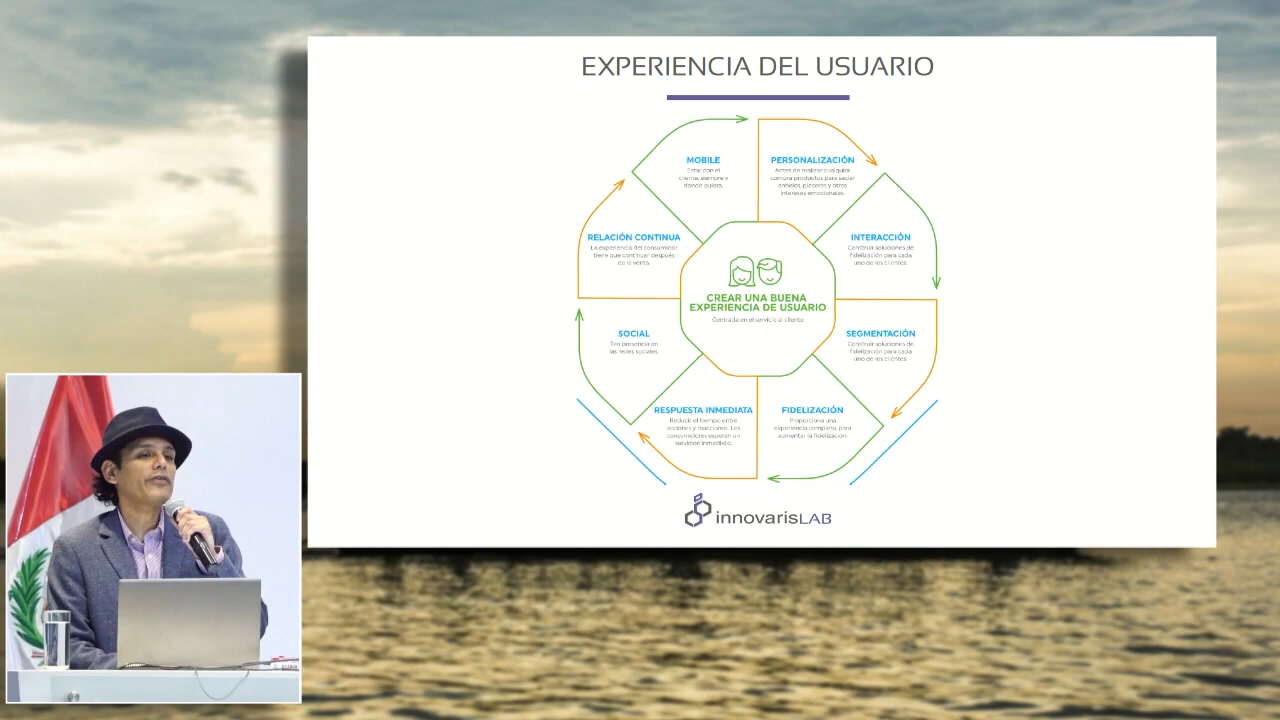 EXPERIENCIA DEL USUARIO
MOBILE
Estar con el
cliente, siempre y
donde quiera.
PERSONALIZACIÓN
Antes de realizar cualquier
compra productos para saciar
anhelos, placeres y otros
intereses emocionales.
RELACIÓN CONTINUA
La experiencia del consumidor
tiene que continuar después
de la venta.
INTERACCIÓN
Construir soluciones de
fidelización para cada
uno de los clientes.
CREAR UNA BUENA
EXPERIENCIA DE USUARIO
Centrada en el servicio al cliente
SOCIAL
Ten presencia en
las redes sociales.
SEGMENTACIÓN
Construir soluciones de
fidelización para cada
uno de los clientes.
RESPUESTA INMEDIATA
Reducir el tiempo entre
acciones y reacciones. Los
consumidores esperan un
servicion inmediato.
FIDELIZACIÓN
Proporciona una
experiencia completa, para
aumentar la fidelización.
innovarisLAB